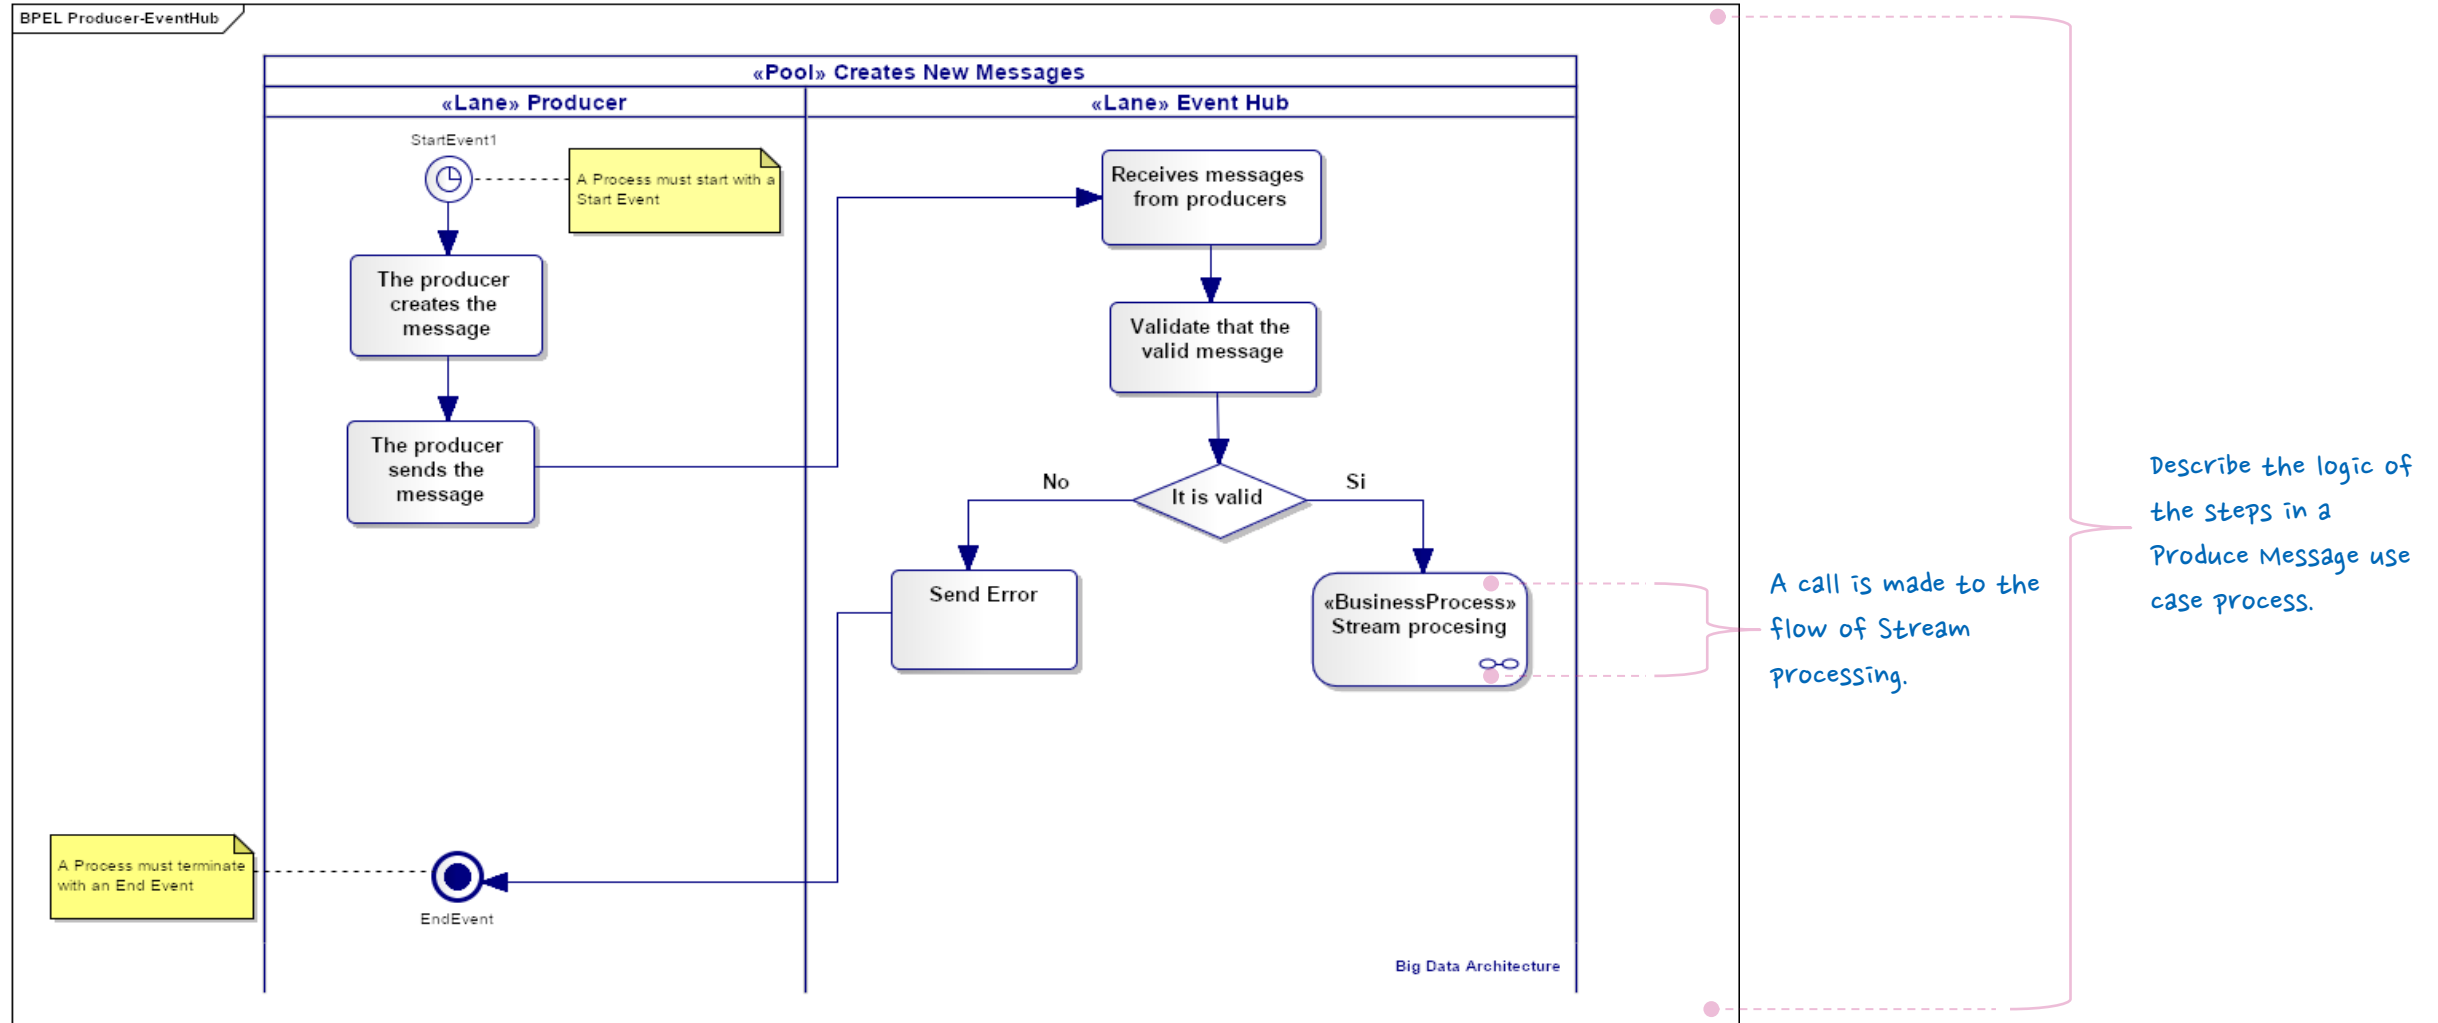 BPEL Producer-EventHub
«Pool» Creates New Messages
«Lane» Producer
«Lane» Event Hub
StartEvent1
A Process must start with a
Start Event
The producer
creates the
message
The producer
sends the
message
Receives messages
from producers
Validate that the
valid message
It is valid
No
Si
Send Error
«BusinessProcess»
Stream procesing
A Process must terminate
with an End Event
EndEvent
Big Data Architecture
A call is made to the
flow of Stream
processing.
Describe the logic of
the steps in a
Produce Message use
case process.